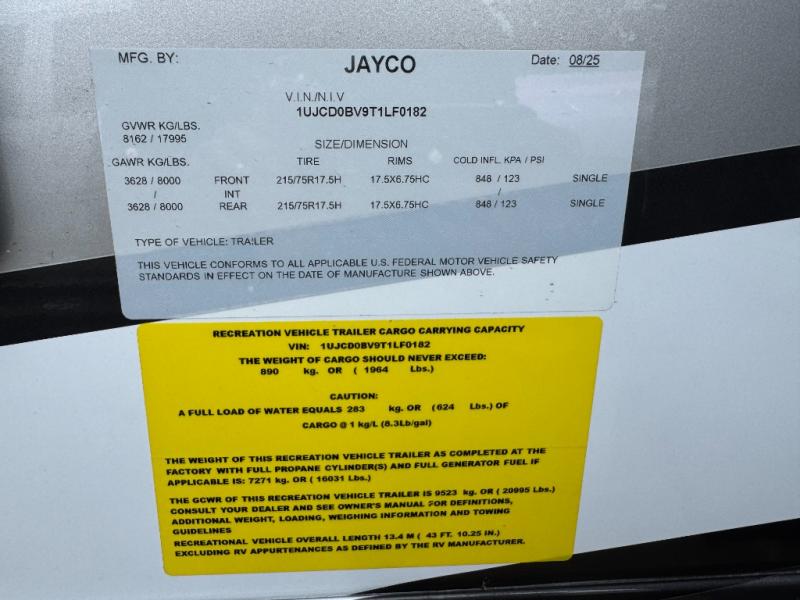 MFG. BY: JAYCO Date: 08/25
V.I.N./N.I.V
1UJCD0BV9T1LF0182
GVWR KG/LBS.
8162 / 17995
SIZE/DIMENSION
GAWR KG/LBS. TIRE RIMS COLD INFL. KPA / PSI
3628 / 8000 FRONT 215/75R17.5H 17.5X6.75HC 848 / 123 SINGLE
/ INT /
3628 / 8000 REAR 215/75R17.5H 17.5X6.75HC 848 / 123 SINGLE
TYPE OF VEHICLE: TRAILER
THIS VEHICLE CONFORMS TO ALL APPLICABLE U.S. FEDERAL MOTOR VEHICLE SAFETY
STANDARDS IN EFFECT ON THE DATE OF MANUFACTURE SHOWN ABOVE.
RECREATION VEHICLE TRAILER CARGO CARRYING CAPACITY
VIN: 1UJCD0BV9T1LF0182
THE WEIGHT OF CARGO SHOULD NEVER EXCEED:
890 kg. OR ( 1964 Lbs.)
CAUTION:
A FULL LOAD OF WATER EQUALS 283 kg. OR (624 Lbs.) OF
CARGO @ 1 kg/L (8.3Lb/gal)
THE WEIGHT OF THIS RECREATION VEHICLE TRAILER AS COMPLETED AT THE
FACTORY WITH FULL PROPANE CYLINDER(S) AND FULL GENERATOR FUEL IF
APPLICABLE IS: 7271 kg. OR ( 16031 Lbs.)
THE GCWR OF THIS RECREATION VEHICLE TRAILER IS 9523 kg. OR ( 20995 Lbs.)
CONSULT YOUR DEALER AND SEE OWNER'S MANUAL FOR DEFINITIONS,
ADDITIONAL WEIGHT, LOADING, WEIGHING INFORMATION AND TOWING
GUIDELINES
RECREATIONAL VEHICLE OVERALL LENGTH 13.4 M ( 43 FT. 10.25 IN.)
EXCLUDING RV APPURTENANCES AS DEFINED BY THE RV MANUFACTURER.